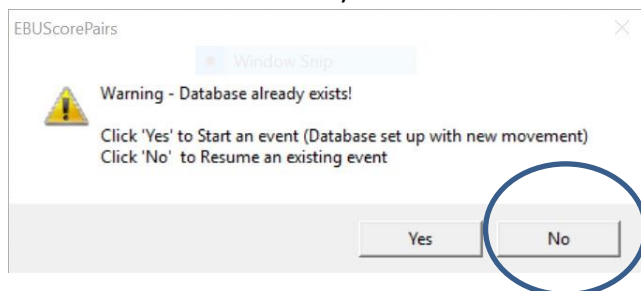 EBUScorePairs
Window Snip
Warning - Database already exists!
Click 'Yes' to Start an event (Database set up with new movement)
Click 'No' to Resume an existing event
Yes No